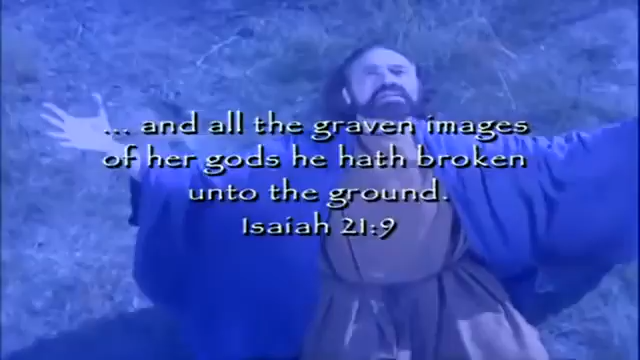 ... and all the graven images
of her gods he hath broken
unto the ground.
Isaiah 21:9